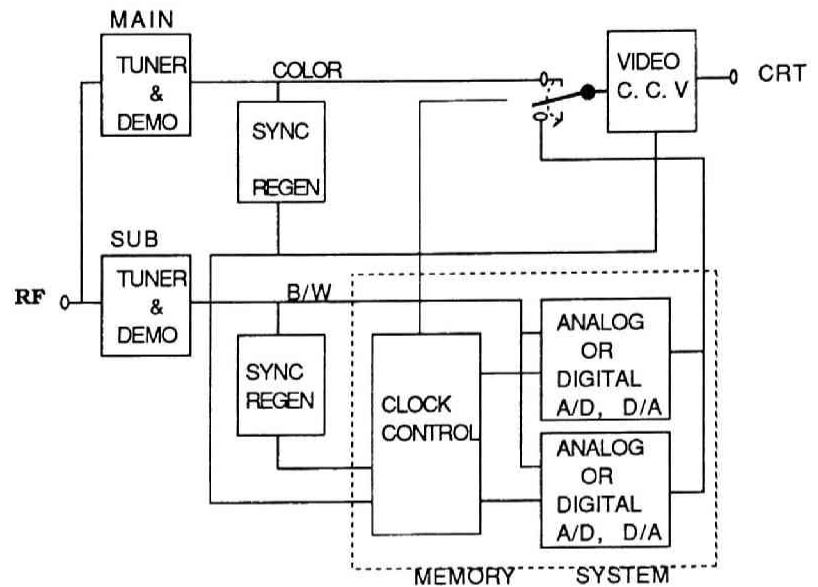 MAIN
TUNER
&
DEMO
COLOR
SYNC
REGEN
VIDEO
C. C. V
CRT
SUB
RF
TUNER
&
DEMO
B/W
SYNC
REGEN
CLOCK
CONTROL
ANALOG
OR
DIGITAL
A/D, D/A
ANALOG
OR
DIGITAL
A/D, D/A
MEMORY SYSTEM